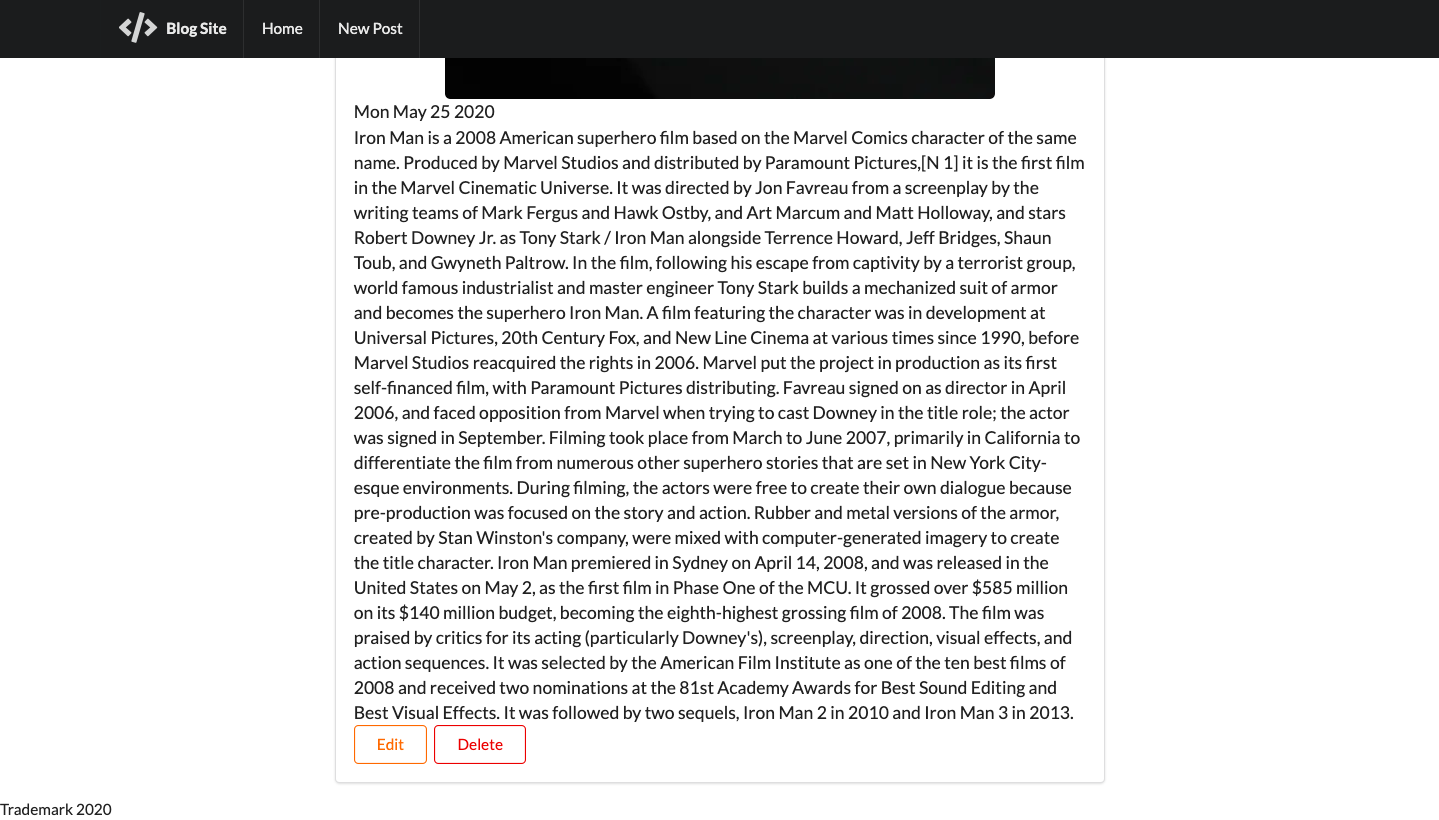 Blog Site
Home
New Post
Mon May 25 2020
Iron Man is a 2008 American superhero film based on the Marvel Comics character of the same
name. Produced by Marvel Studios and distributed by Paramount Pictures,[N 1] it is the first film
in the Marvel Cinematic Universe. It was directed by Jon Favreau from a screenplay by the
writing teams of Mark Fergus and Hawk Ostby, and Art Marcum and Matt Holloway, and stars
Robert Downey Jr. as Tony Stark / Iron Man alongside Terrence Howard, Jeff Bridges, Shaun
Toub, and Gwyneth Paltrow. In the film, following his escape from captivity by a terrorist group,
world famous industrialist and master engineer Tony Stark builds a mechanized suit of armor
and becomes the superhero Iron Man. A film featuring the character was in development at
Universal Pictures, 20th Century Fox, and New Line Cinema at various times since 1990, before
Marvel Studios reacquired the rights in 2006. Marvel put the project in production as its first
self-financed film, with Paramount Pictures distributing. Favreau signed on as director in April
2006, and faced opposition from Marvel when trying to cast Downey in the title role; the actor
was signed in September. Filming took place from March to June 2007, primarily in California to
differentiate the film from numerous other superhero stories that are set in New York City-
esque environments. During filming, the actors were free to create their own dialogue because
pre-production was focused on the story and action. Rubber and metal versions of the armor,
created by Stan Winston's company, were mixed with computer-generated imagery to create
the title character. Iron Man premiered in Sydney on April 14, 2008, and was released in the
United States on May 2, as the first film in Phase One of the MCU. It grossed over $585 million
on its $140 million budget, becoming the eighth-highest grossing film of 2008. The film was
praised by critics for its acting (particularly Downey's), screenplay, direction, visual effects, and
action sequences. It was selected by the American Film Institute as one of the ten best films of
2008 and received two nominations at the 81st Academy Awards for Best Sound Editing and
Best Visual Effects. It was followed by two sequels, Iron Man 2 in 2010 and Iron Man 3 in 2013.
Edit
Delete
Trademark 2020